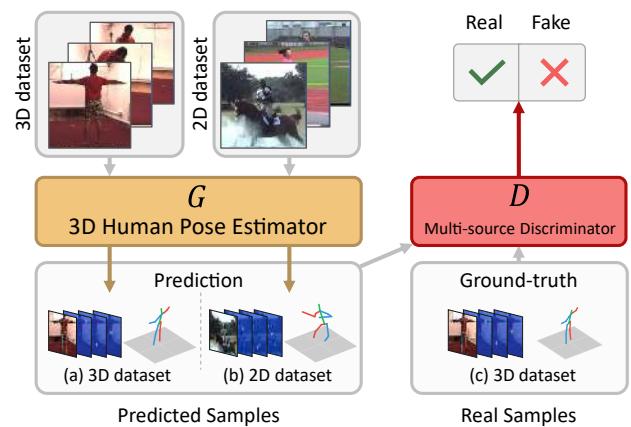 Real Fake
3D dataset
2D dataset
G
3D Human Pose Estimator
D
Multi-source Discriminator
Prediction
Ground-truth
(a) 3D dataset
(b) 2D dataset
(c) 3D dataset
Predicted Samples
Real Samples